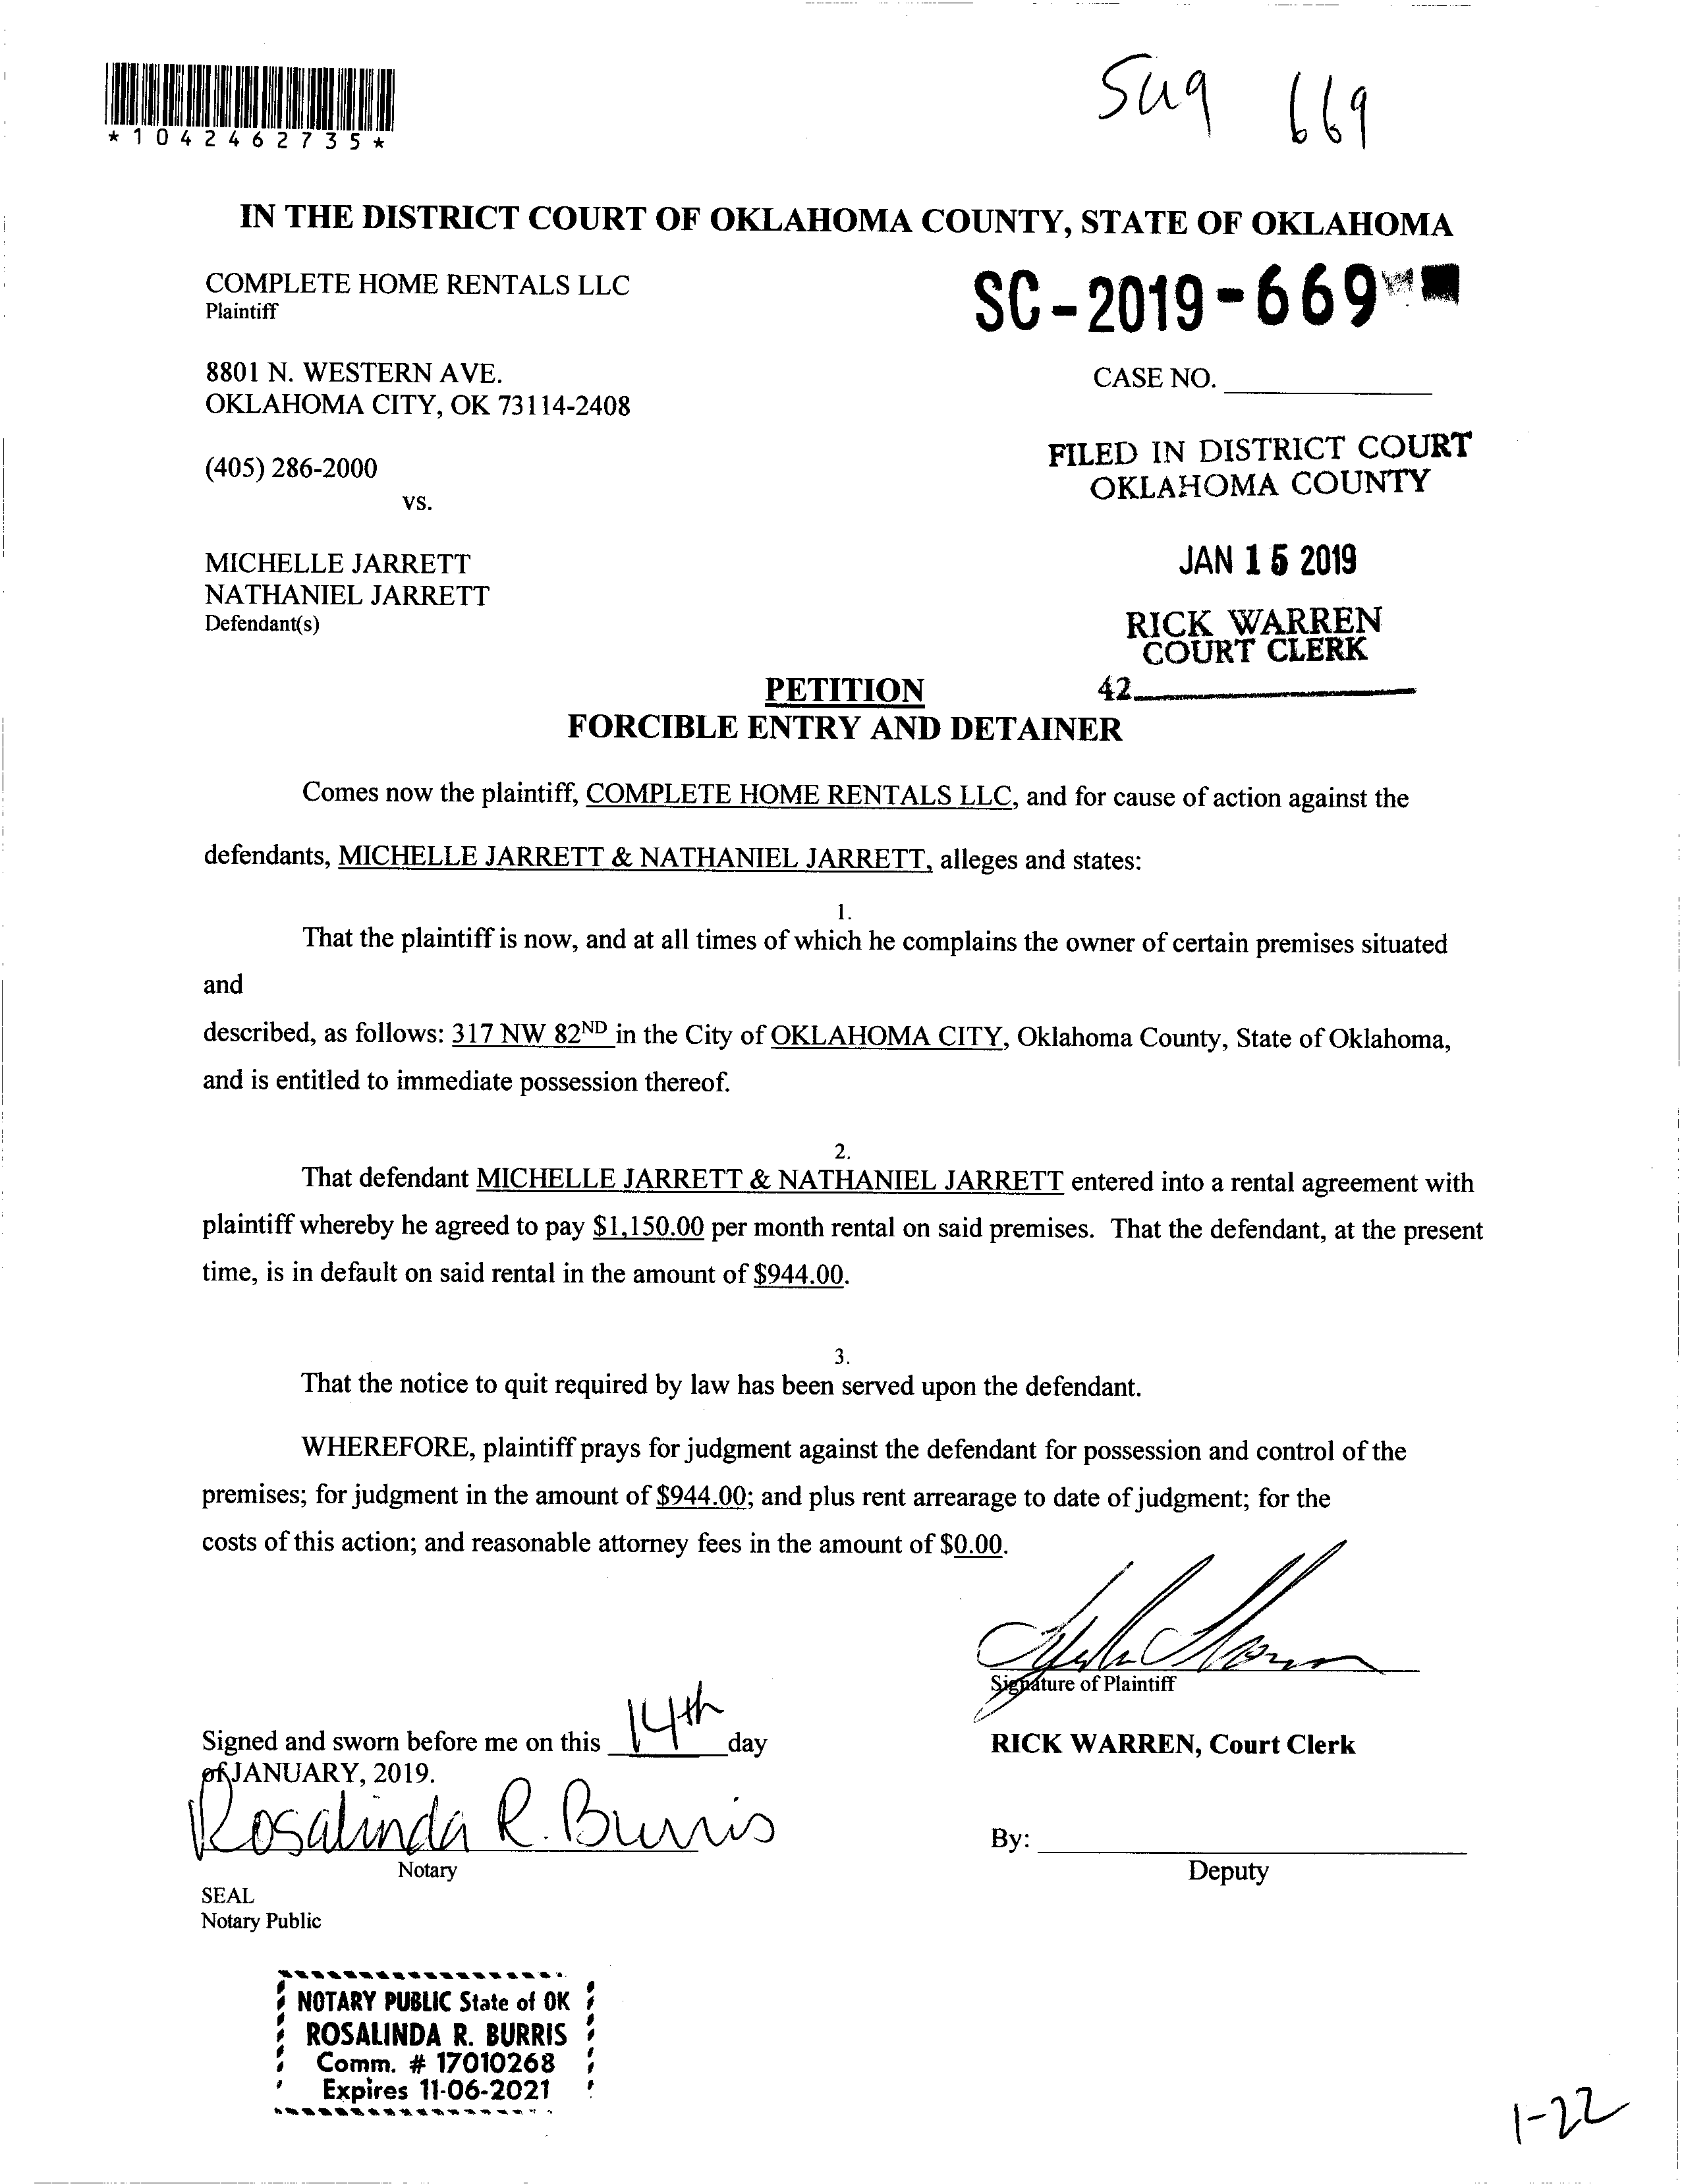 *1042462735*
669
IN THE DISTRICT COURT OF OKLAHOMA COUNTY, STATE OF OKLAHOMA
COMPLETE HOME RENTALS LLC
Plaintiff
SC-2019-669
8801 N. WESTERN AVE.
OKLAHOMA CITY, OK 73114-2408
CASE NO.
(405) 286-2000
vs.
FILED IN DISTRICT COURT
OKLAHOMA COUNTY
MICHELLE JARRETT
NATHANIEL JARRETT
Defendant(s)
JAN 15 2019
RICK WARREN
COURT CLERK
42
PETITION
FORCIBLE ENTRY AND DETAINER
Comes now the plaintiff, COMPLETE HOME RENTALS LLC, and for cause of action against the
defendants, MICHELLE JARRETT & NATHANIEL JARRETT, alleges and states:
1.
That the plaintiff is now, and at all times of which he complains the owner of certain premises situated
and
described, as follows: 317 NW 82ND in the City of OKLAHOMA CITY, Oklahoma County, State of Oklahoma,
and is entitled to immediate possession thereof.
2.
That defendant MICHELLE JARRETT & NATHANIEL JARRETT entered into a rental agreement with
plaintiff whereby he agreed to pay $1,150.00 per month rental on said premises. That the defendant, at the present
time, is in default on said rental in the amount of $944.00.
3.
That the notice to quit required by law has been served upon the defendant.
WHEREFORE, plaintiff prays for judgment against the defendant for possession and control of the
premises; for judgment in the amount of $944.00; and plus rent arrearage to date of judgment; for the
costs of this action; and reasonable attorney fees in the amount of $0.00.
Signature of Plaintiff
Signed and sworn before me on this 14th day
of JANUARY, 2019.
RICK WARREN, Court Clerk
Rosalinda R. Burris
Notary
By:
Deputy
SEAL
Notary Public
NOTARY PUBLIC State of OK
ROSALINDA R. BURRIS
Comm. # 17010268
Expires 11-06-2021
1-22